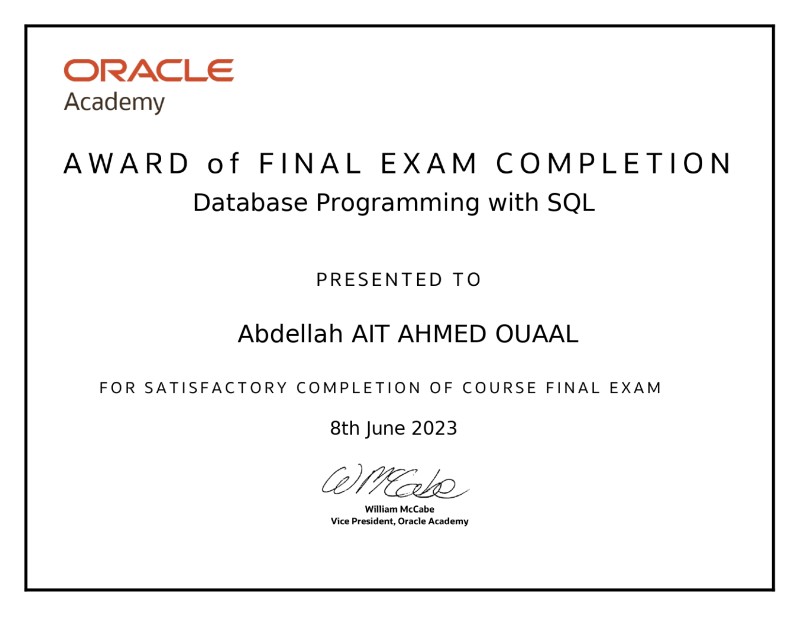 ORACLE
Academy
AWARD of FINAL EXAM COMPLETION
Database Programming with SQL
PRESENTED TO
Abdellah AIT AHMED OUAAL
FOR SATISFACTORY COMPLETION OF COURSE FINAL EXAM
8th June 2023
W McCabe
William McCabe
Vice President, Oracle Academy